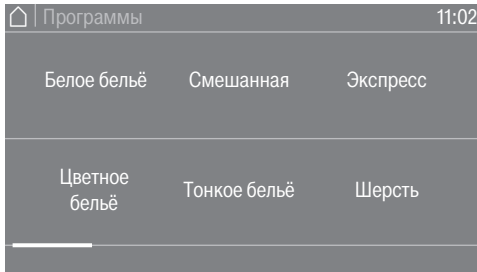 Программы 11:02
Белое бельё Смешанная Экспресс
Цветное
бельё Тонкое бельё Шерсть